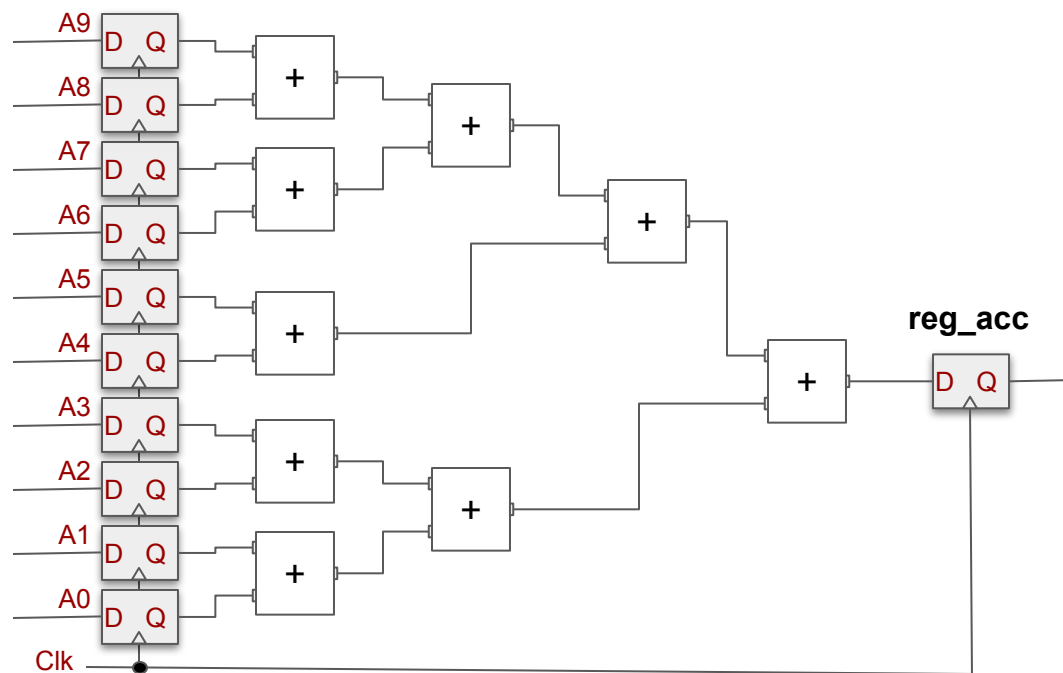 A9
D Q
+
A8
D Q
+
A7
D Q
+
A6
D Q
+
A5
D Q
+
reg_acc
A4
D Q
+
D Q
A3
D Q
+
A2
D Q
+
A1
D Q
+
A0
D Q
Clk